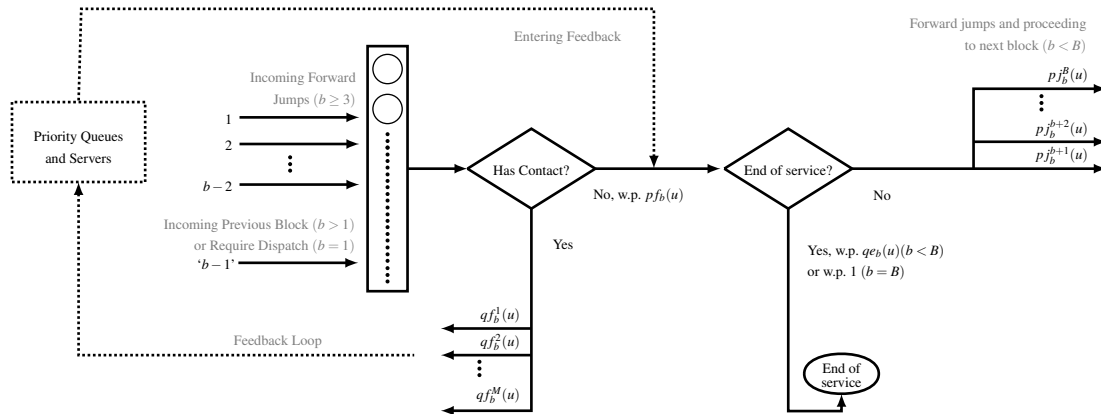 Entering Feedback
Forward jumps and proceeding
to next block (b < B)
Incoming Forward
Jumps (b ≥ 3)
Priority Queues
and Servers
1
2
b − 2
Incoming Previous Block (b > 1)
or Require Dispatch (b = 1)
‘b − 1’
Has Contact?
No, w.p. pf_b(u)
Yes
End of service?
No
pj_b^B(u)
pj_b^{b+2}(u)
pj_b^{b+1}(u)
Yes, w.p. qe_b(u)(b < B)
or w.p. 1 (b = B)
qf_b^1(u)
qf_b^2(u)
qf_b^M(u)
Feedback Loop
End of
service